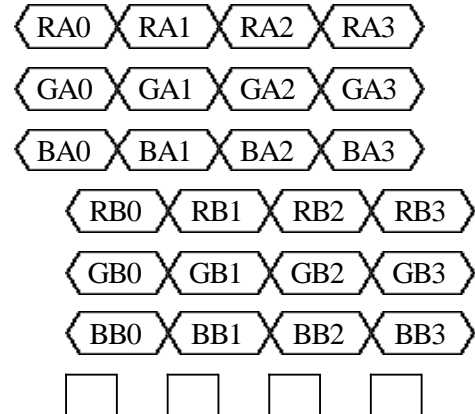 RA0 RA1 RA2 RA3
GA0 GA1 GA2 GA3
BA0 BA1 BA2 BA3
RB0 RB1 RB2 RB3
GB0 GB1 GB2 GB3
BB0 BB1 BB2 BB3